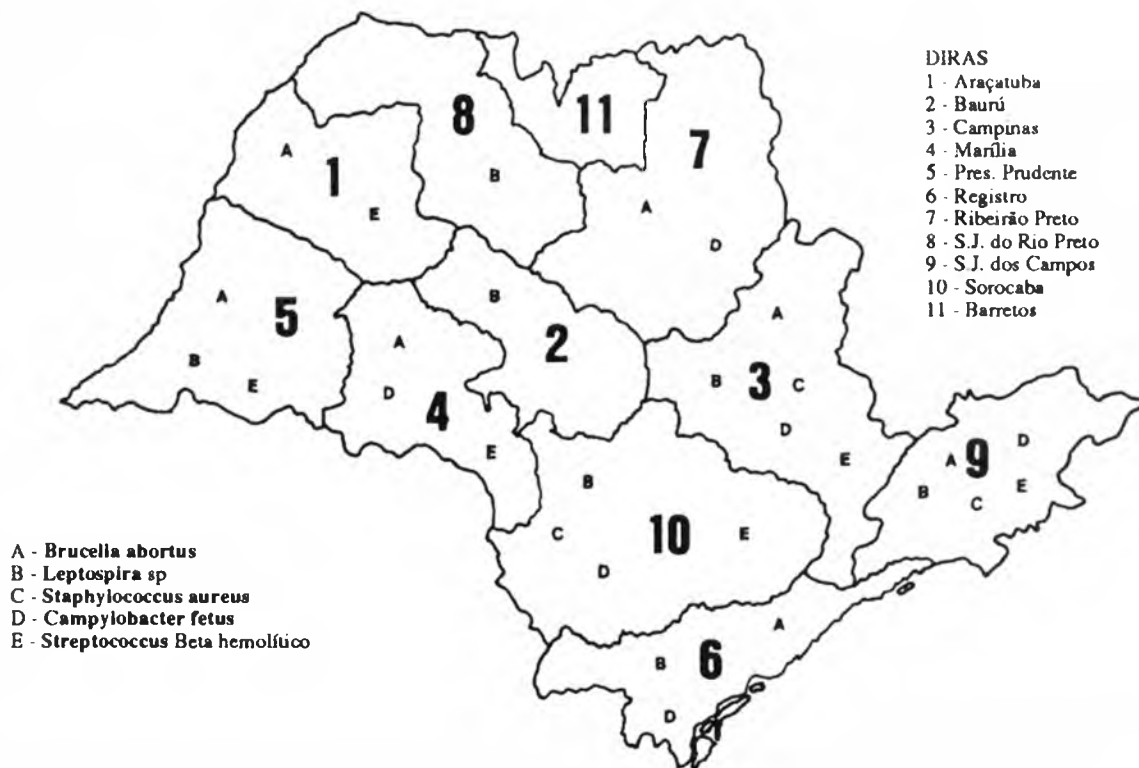 DIRAS
1 - Araçatuba
2 - Baurú
3 - Campinas
4 - Marília
5 - Pres. Prudente
6 - Registro
7 - Ribeirão Preto
8 - S.J. do Rio Preto
9 - S.J. dos Campos
10 - Sorocaba
11 - Barretos
8
11
7
A
1
B
E
A
D
A
5
B
E
B
2
A
D
4
E
A
B
3
C
D
E
A
9
D
B
C
E
B
C
10
E
D
A
B
6
D
A - Brucella abortus
B - Leptospira sp
C - Staphylococcus aureus
D - Campylobacter fetus
E - Streptococcus Beta hemolítico